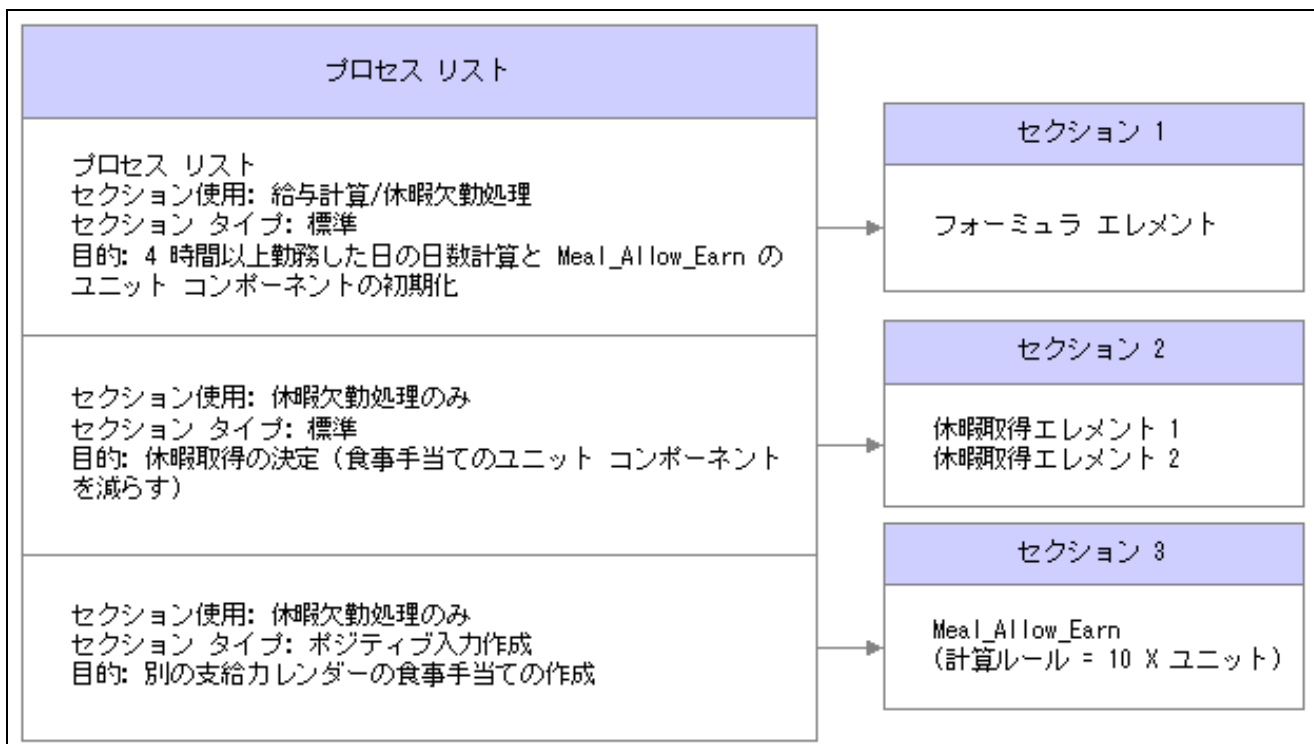 プロセス リスト
プロセス リスト
セクション使用: 給与計算/休暇欠勤処理
セクション タイプ: 標準
目的: 4 時間以上勤務した日の日数計算と Meal_Allow_Earn の
ユニット コンポーネントの初期化
セクション 1
フォーミュラ エレメント
セクション使用: 休暇欠勤処理のみ
セクション タイプ: 標準
目的: 休暇取得の決定（食事手当てのユニット コンポーネント
を減らす）
セクション 2
休暇取得エレメント 1
休暇取得エレメント 2
セクション使用: 休暇欠勤処理のみ
セクション タイプ: ポジティブ入力作成
目的: 別の支給カレンダーの食事手当ての作成
セクション 3
Meal_Allow_Earn
(計算ルール = 10 X ユニット)